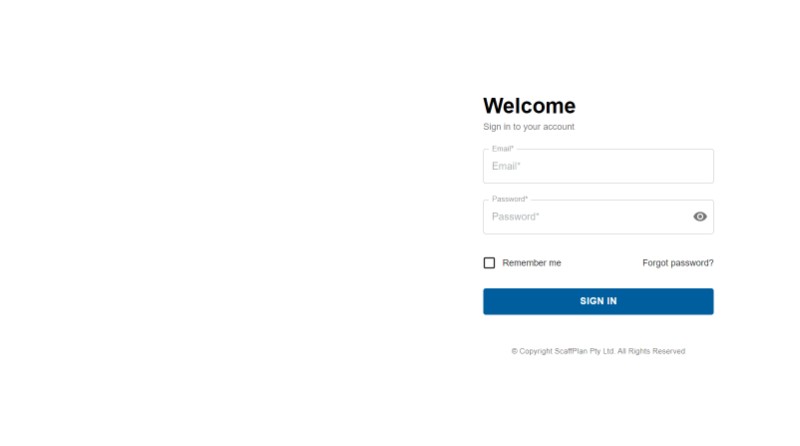 Welcome
Sign in to your account
Email*
Email*
Password*
Password*
Remember me
Forgot password?
SIGN IN
© Copyright ScaffPlan Pty Ltd. All Rights Reserved